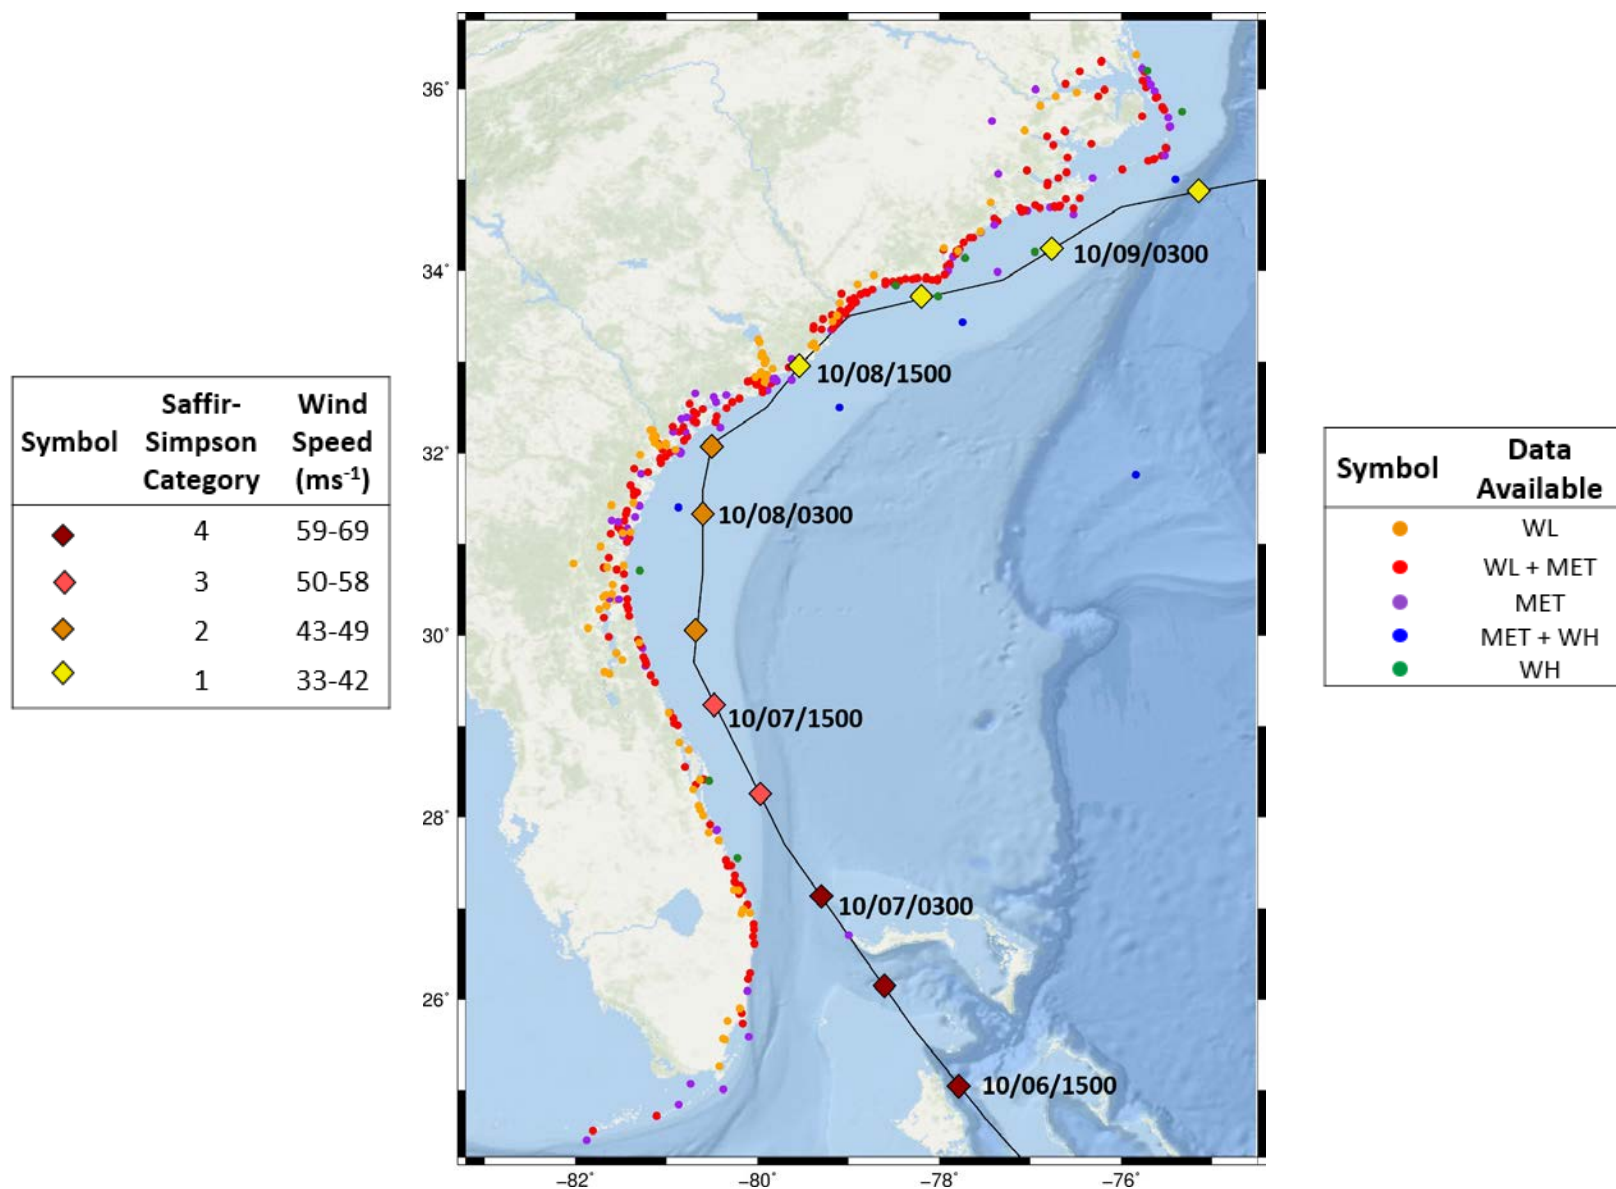 Symbol
Saffir-
Simpson
Category
Wind
Speed
(ms⁻¹)
4 59-69
3 50-58
2 43-49
1 33-42
36°
34°
32°
30°
28°
26°
−82°
−80°
−78°
−76°
10/09/0300
10/08/1500
10/08/0300
10/07/1500
10/07/0300
10/06/1500
Symbol
Data
Available
WL
WL + MET
MET
MET + WH
WH